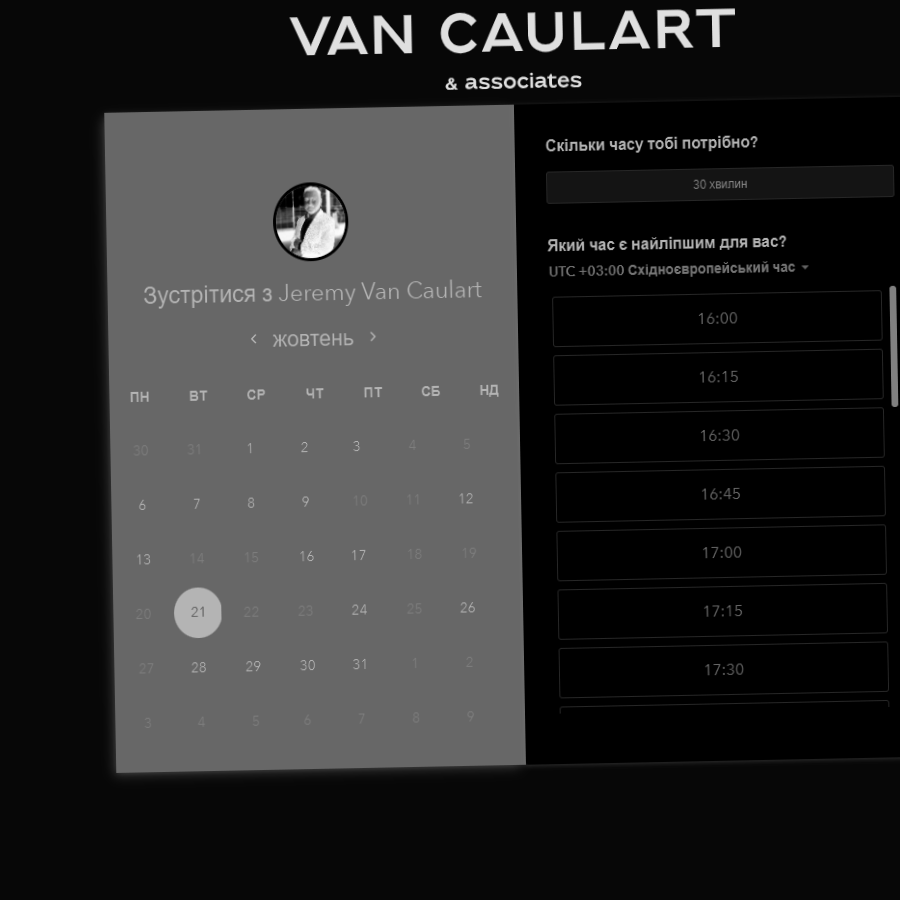 VAN CAULART
& associates
Зустрітися з Jeremy Van Caulart
жовтень
ПН ВТ СР ЧТ ПТ СБ НД
30 31 1 2 3 4 5
6 7 8 9 10 11 12
13 14 15 16 17 18 19
20 21 22 23 24 25 26
27 28 29 30 31 1 2
3 4 5 6 7 8 9
Скільки часу тобі потрібно?
30 хвилин
Який час є найліпшим для вас?
UTC +03:00 Східноєвропейський час
16:00
16:15
16:30
16:45
17:00
17:15
17:30